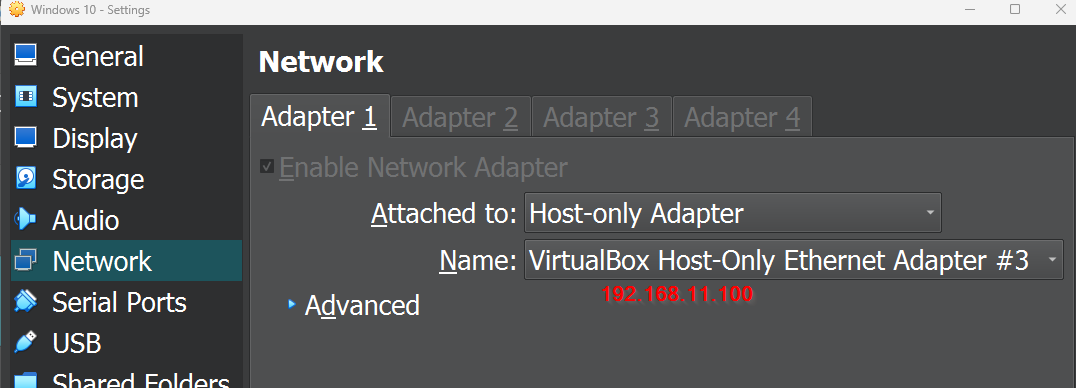 Windows 10 - Settings
General
System
Display
Storage
Audio
Network
Serial Ports
USB
Shared Folders
Network
Adapter 1 Adapter 2 Adapter 3 Adapter 4
Enable Network Adapter
Attached to: Host-only Adapter
Name: VirtualBox Host-Only Ethernet Adapter #3
192.168.11.100
Advanced